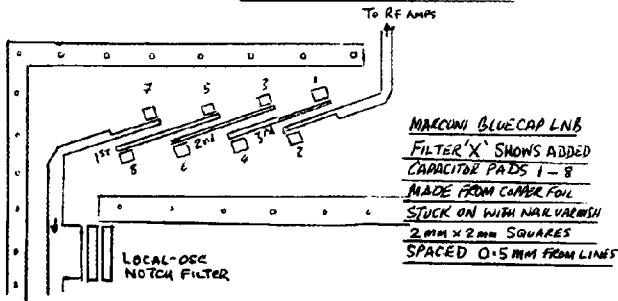 To RF AMPS
7 5 3 1
1ST 2nd 3rd
8 6 4 2
MARCONI BLUECAP LNB
FILTER 'X' SHOWS ADDED
CAPACITOR PADS 1-8
MADE FROM COPPER FOIL
STUCK ON WITH NAIL VARNISH
2mm x 2mm SQUARES
SPACED 0.5 MM FROM LINES
LOCAL-OSC
NOTCH FILTER